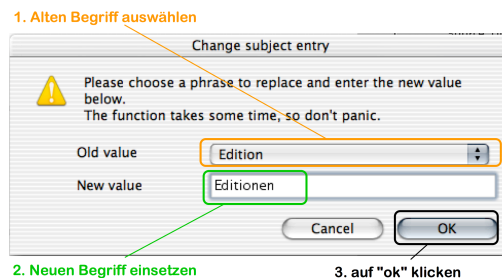 1. Alten Begriff auswählen
Change subject entry
Please choose a phrase to replace and enter the new value
below.
The function takes some time, so don't panic.
Old value Edition
New value Editionen
Cancel OK
2. Neuen Begriff einsetzen 3. auf "ok" klicken